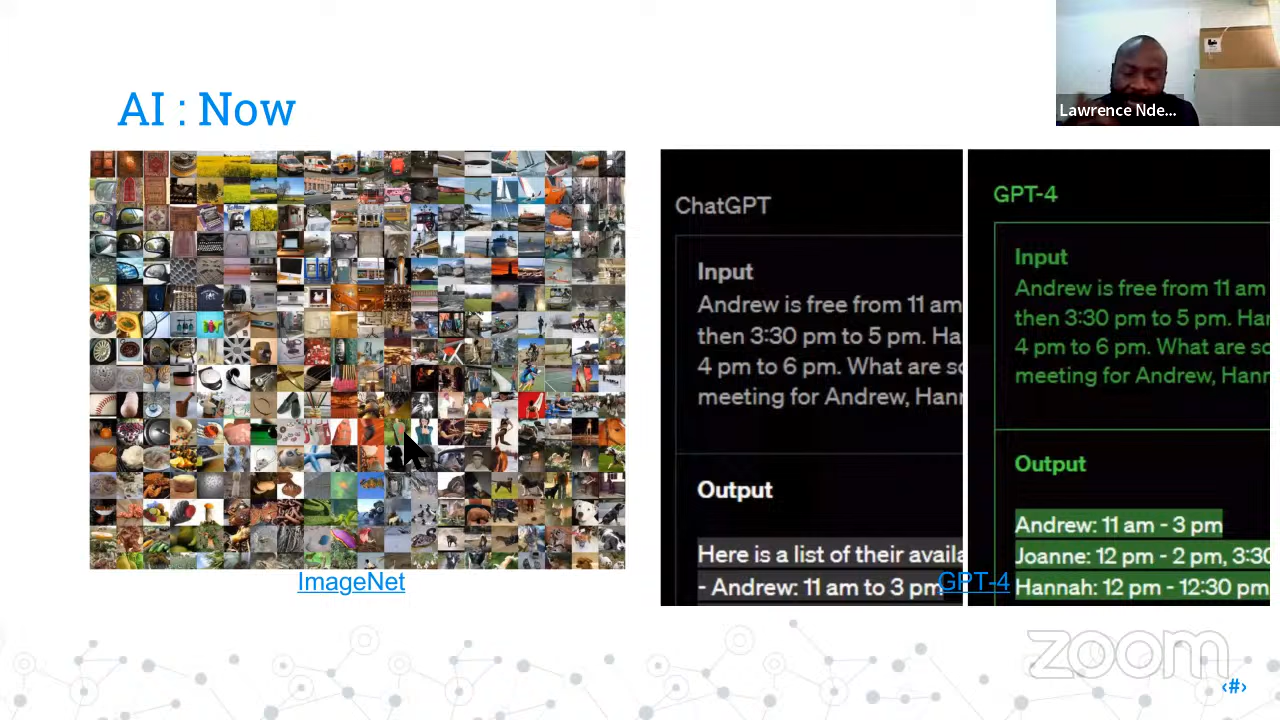 Lawrence Nde...
AI : Now
ImageNet
ChatGPT
Input
Andrew is free from 11 am
then 3:30 pm to 5 pm. Ha
4 pm to 6 pm. What are so
meeting for Andrew, Hann
Output
Here is a list of their availa
- Andrew: 11 am to 3 pm
GPT-4
GPT-4
Input
Andrew is free from 11 am
then 3:30 pm to 5 pm. Har
4 pm to 6 pm. What are so
meeting for Andrew, Hann
Output
Andrew: 11 am - 3 pm
Joanne: 12 pm - 2 pm, 3:30
Hannah: 12 pm - 12:30 pm
zoom
‹#›